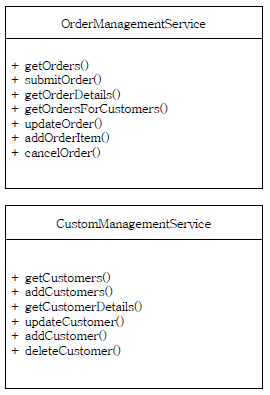 OrderManagementService
+ getOrders()
+ submitOrder()
+ getOrderDetails()
+ getOrdersForCustomers()
+ updateOrder()
+ addOrderItem()
+ cancelOrder()
CustomManagementService
+ getCustomers()
+ addCustomers()
+ getCustomerDetails()
+ updateCustomer()
+ addCustomer()
+ deleteCustomer()